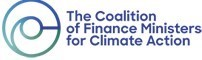 The Coalition
of Finance Ministers
for Climate Action